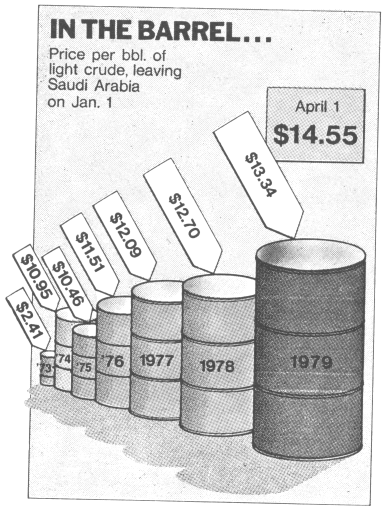 IN THE BARREL...
Price per bbl. of
light crude, leaving
Saudi Arabia
on Jan. 1
April 1
$14.55
$2.41
$10.95
$10.46
$11.51
$12.09
$12.70
$13.34
'73
'74
'75
'76
1977
1978
1979